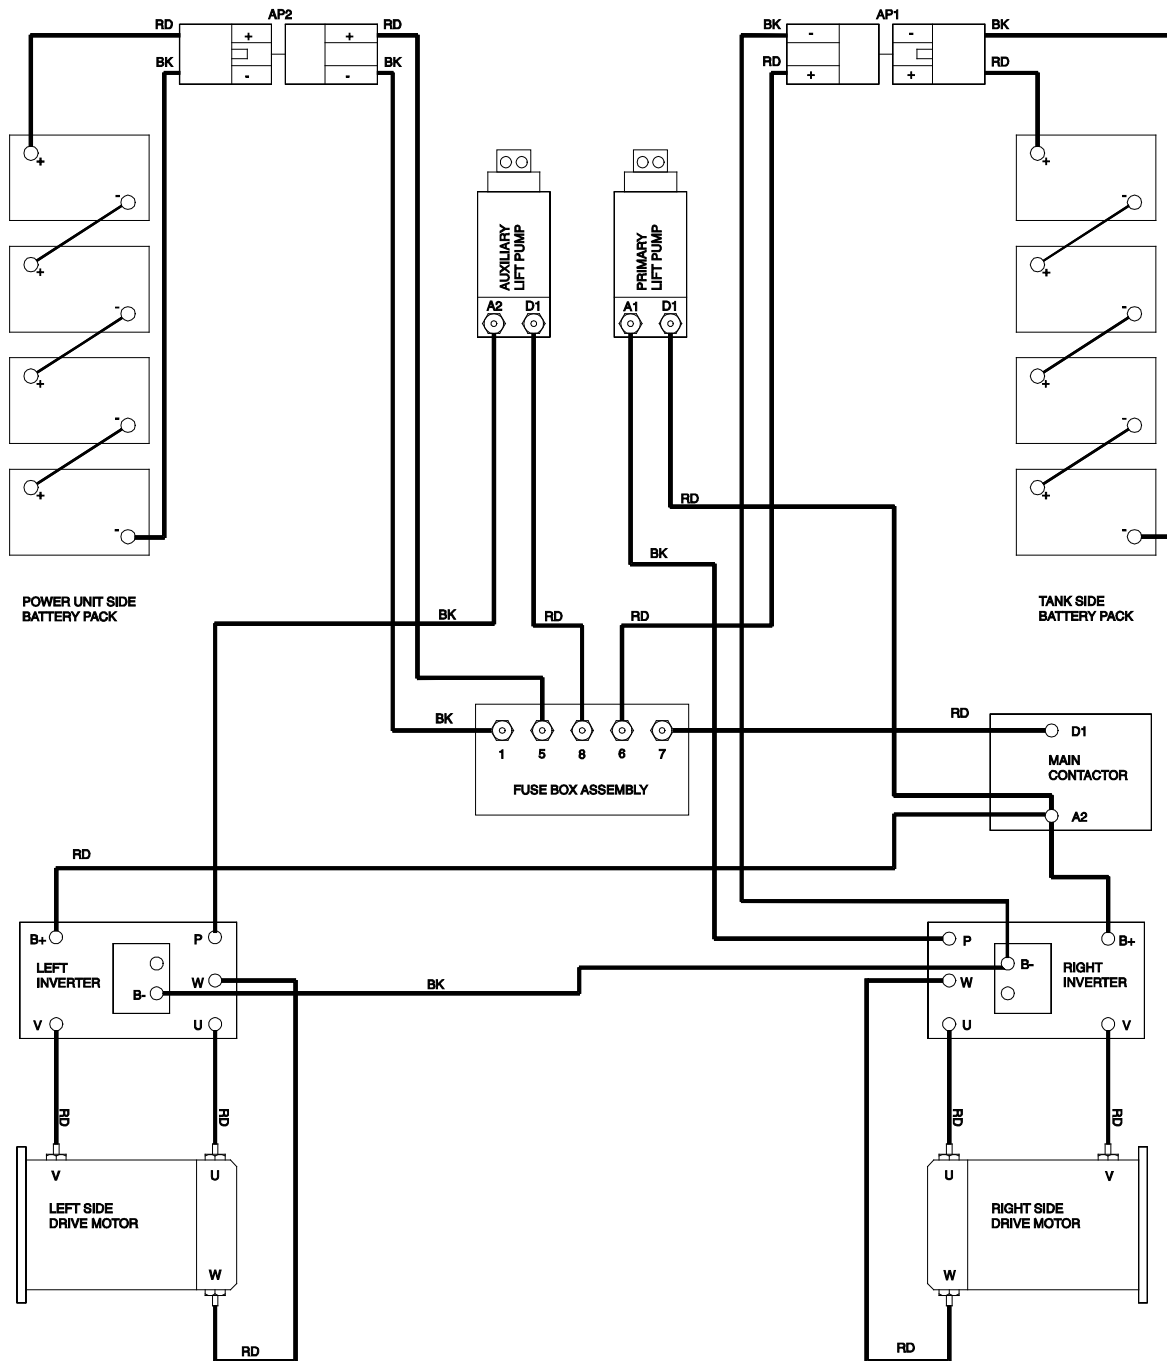 AP2
AP1
RD
RD
BK
BK
+
+
-
-
BK
BK
-
-
RD
RD
+
+
+
-
+
-
+
-
+
-
+
-
+
-
+
-
+
-
AUXILIARY
LIFT PUMP
PRIMARY
LIFT PUMP
A2
D1
A1
D1
RD
BK
POWER UNIT SIDE
BATTERY PACK
TANK SIDE
BATTERY PACK
BK
RD
RD
BK
RD
1
5
8
6
7
FUSE BOX ASSEMBLY
D1
MAIN
CONTACTOR
A2
RD
B+
P
LEFT
INVERTER
W
B-
V
U
BK
P
B+
B-
RIGHT
INVERTER
W
U
V
RD
RD
RD
RD
V
U
LEFT SIDE
DRIVE MOTOR
W
RD
U
V
RIGHT SIDE
DRIVE MOTOR
W
RD